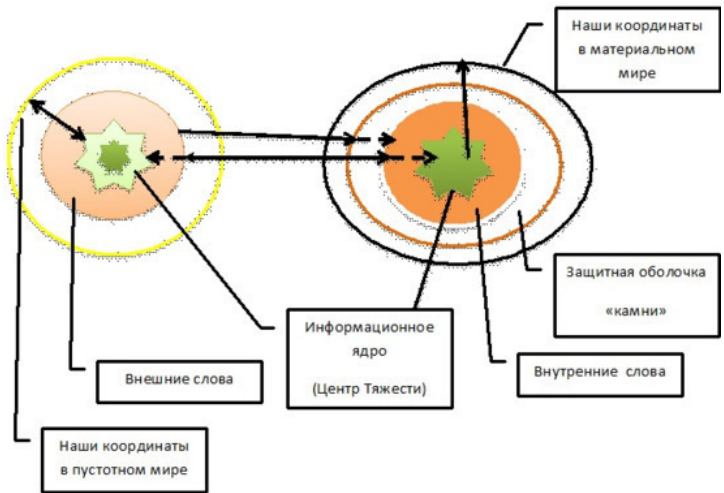 Наши координаты
в материальном
мире
Защитная оболочка
«камни»
Информационное
ядро
(Центр Тяжести)
Внутренние слова
Внешние слова
Наши координаты
в пустотном мире